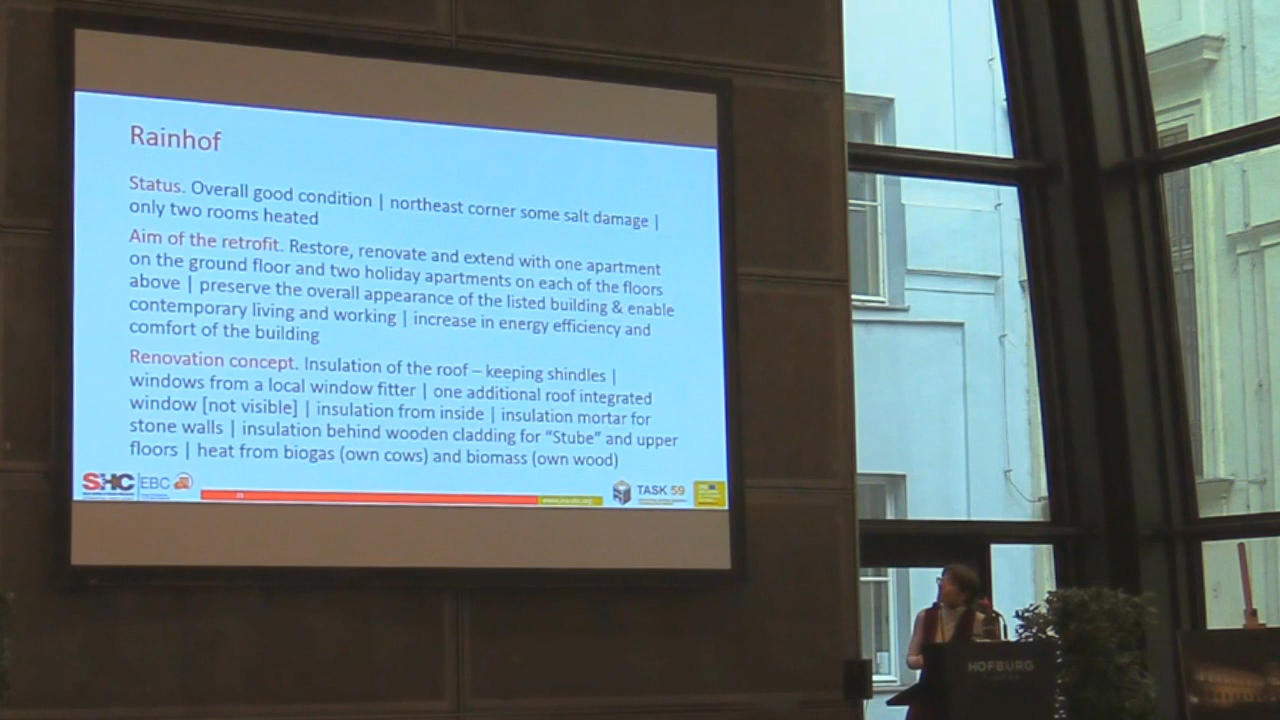 Rainhof
Status. Overall good condition | northeast corner some salt damage |
only two rooms heated
Aim of the retrofit. Restore, renovate and extend with one apartment
on the ground floor and two holiday apartments on each of the floors
above | preserve the overall appearance of the listed building & enable
contemporary living and working | increase in energy efficiency and
comfort of the building
Renovation concept. Insulation of the roof – keeping shindles |
windows from a local window fitter | one additional roof integrated
window [not visible] | insulation from inside | insulation mortar for
stone walls | insulation behind wooden cladding for “Stube” and upper
floors | heat from biogas (own cows) and biomass (own wood)
SHC EBC
TASK 59
HOFBURG